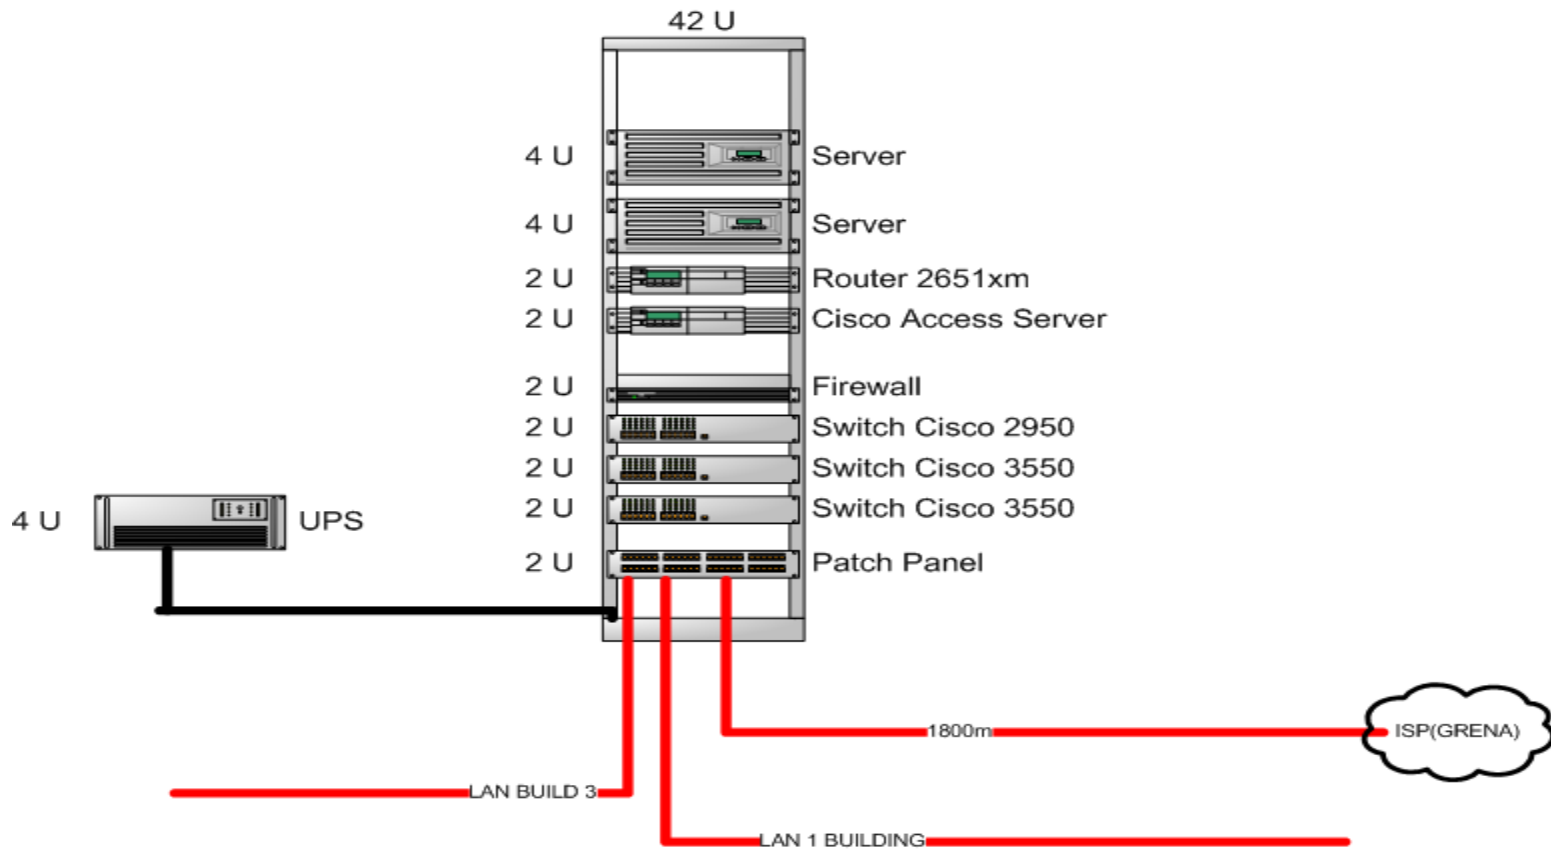 42 U
4 U Server
4 U Server
2 U Router 2651xm
2 U Cisco Access Server
2 U Firewall
2 U Switch Cisco 2950
2 U Switch Cisco 3550
2 U Switch Cisco 3550
4 U UPS
2 U Patch Panel
1800m
ISP(GRENA)
LAN BUILD 3
LAN 1 BUILDING